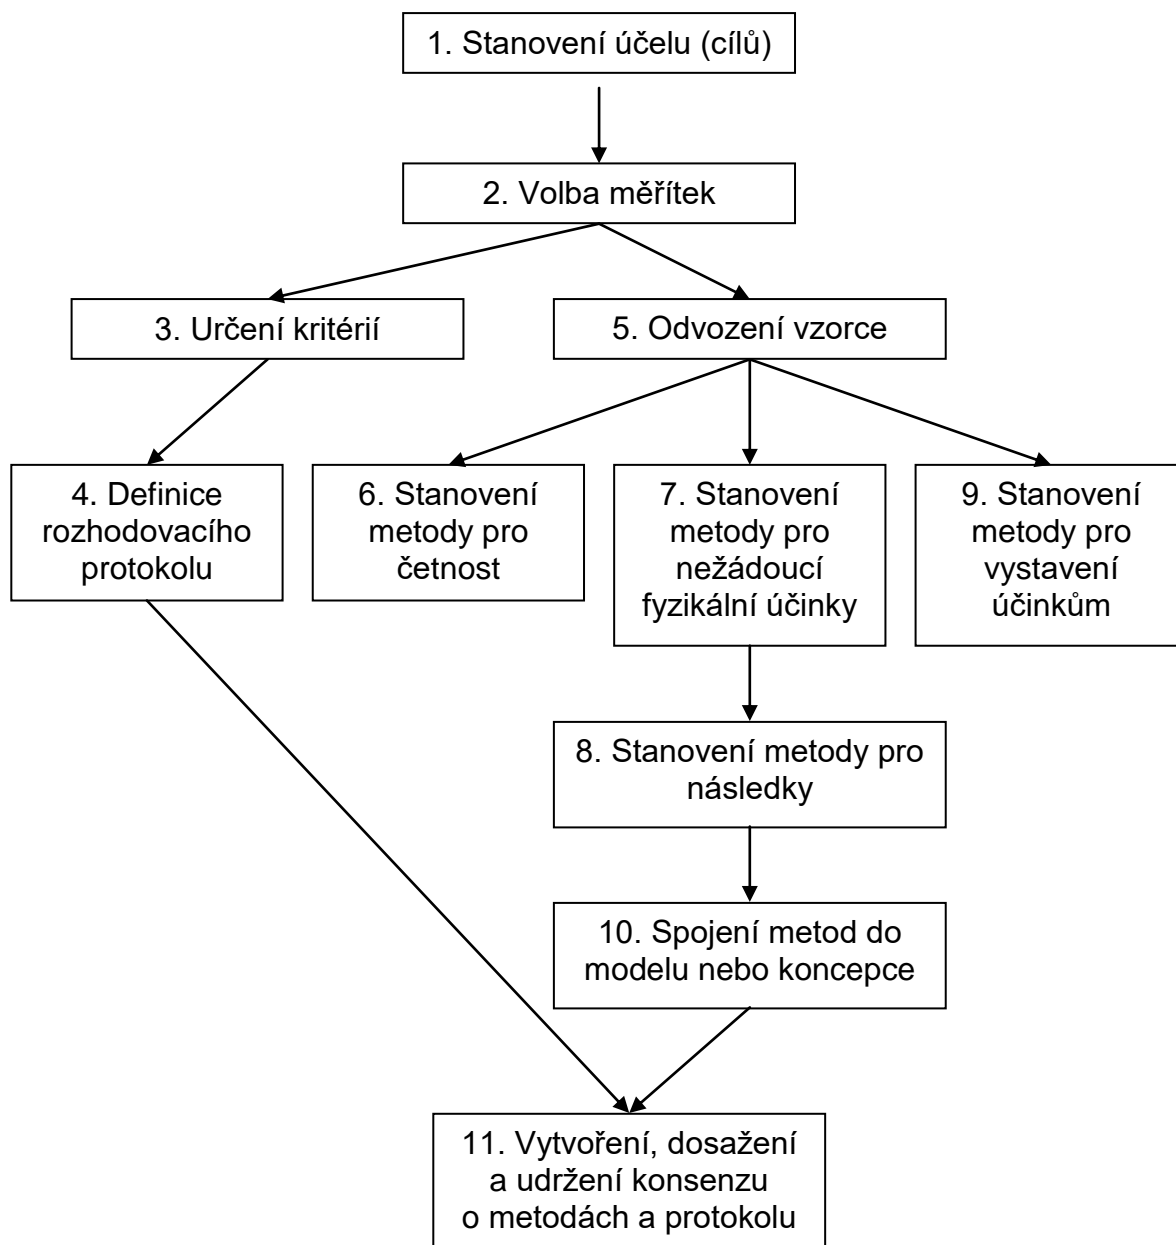 1. Stanovení účelu (cílů)
2. Volba měřítek
3. Určení kritérií
5. Odvození vzorce
4. Definice
rozhodovacího
protokolu
6. Stanovení
metody pro
četnost
7. Stanovení
metody pro
nežádoucí
fyzikální účinky
9. Stanovení
metody pro
vystavení
účinkům
8. Stanovení metody pro
následky
10. Spojení metod do
modelu nebo koncepce
11. Vytvoření, dosažení
a udržení konsenzu
o metodách a protokolu